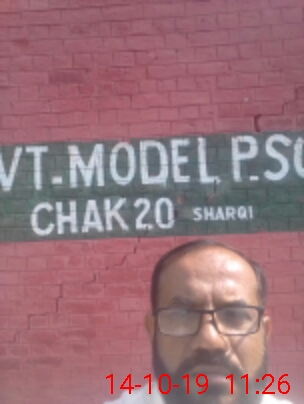 VT-MODEL P.SC
CHAK 20 SHARQI
14-10-19 11:26